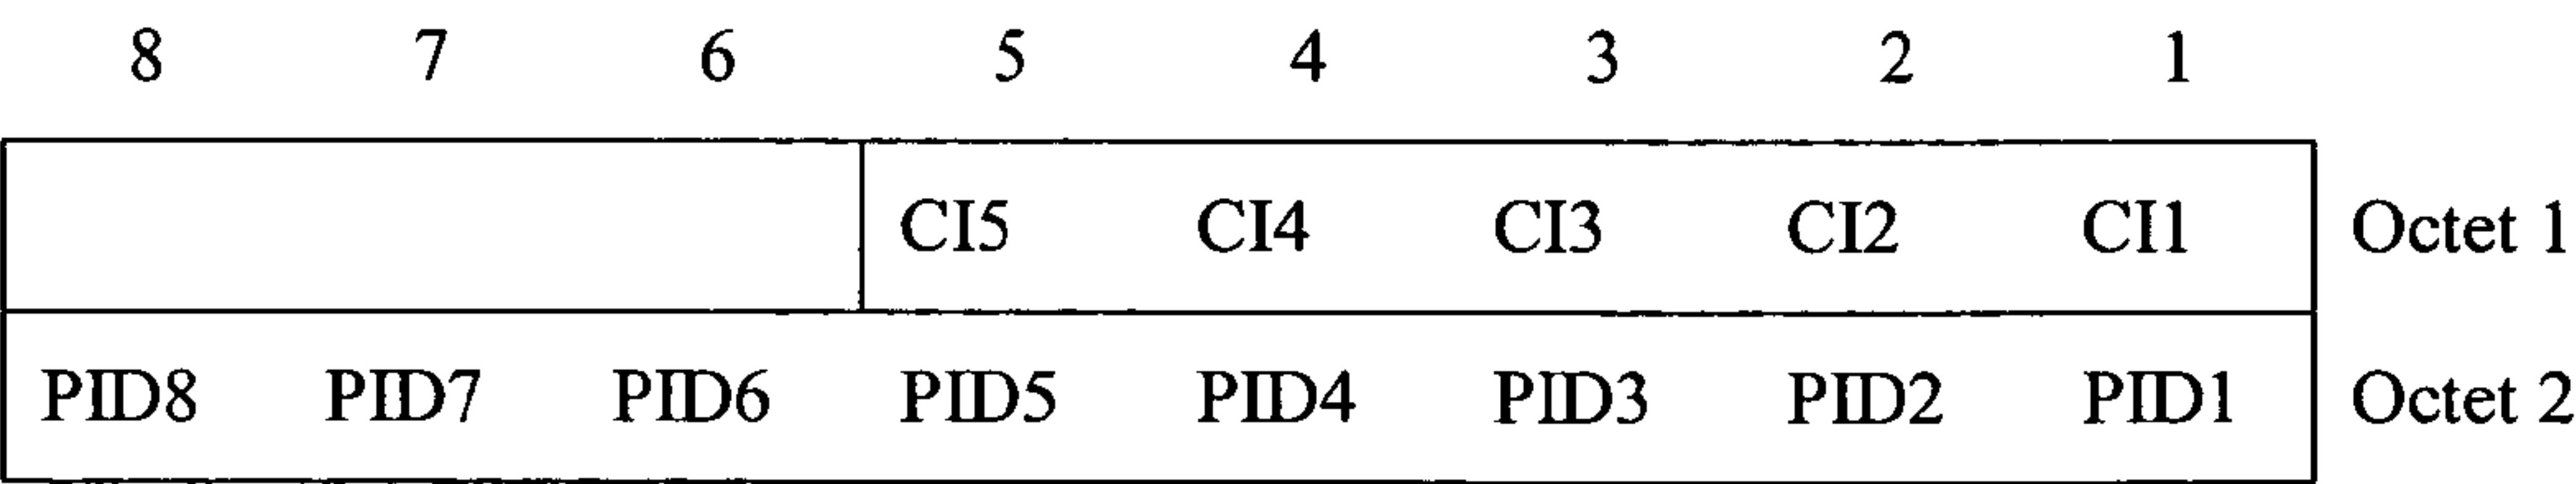 8 7 6 5 4 3 2 1
CI5 CI4 CI3 CI2 CI1 Octet 1
PID8 PID7 PID6 PID5 PID4 PID3 PID2 PID1 Octet 2